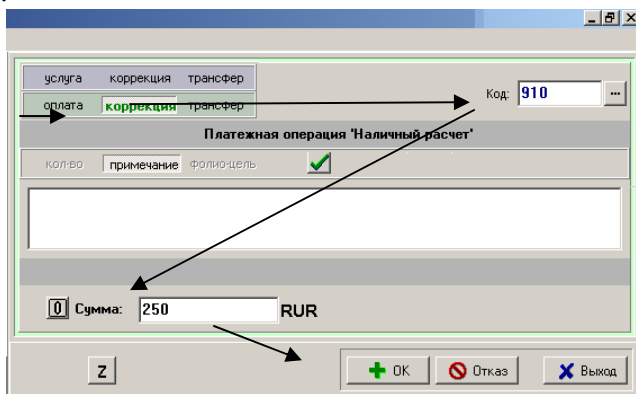 услуга коррекция трансфер
оплата коррекция трансфер
Код: 910 ...
Платежная операция 'Наличный расчет'
кол-во примечание фолио-цель
0 Сумма: 250 RUR
Z OK Отказ Выход